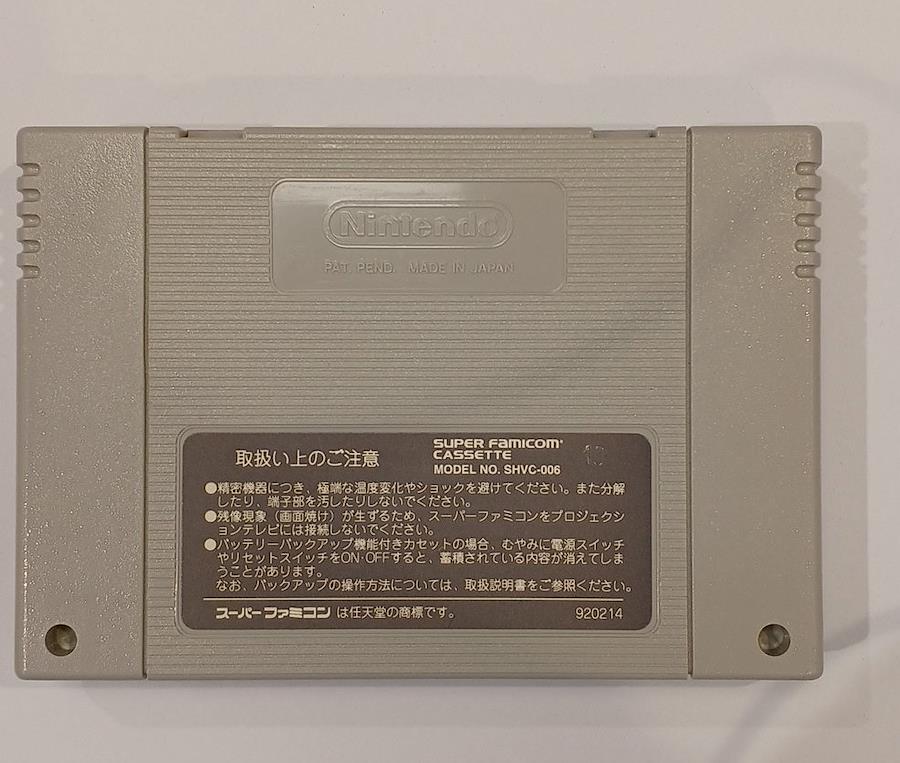 Nintendo
PAT. PEND. MADE IN JAPAN
取扱い上のご注意
SUPER FAMICOM
CASSETTE
MODEL NO. SHVC-006
●精密機器につき、極端な温度変化やショックを避けてください。また分解
したり、端子部を汚したりしないでください。
●残像現象（画面焼け）が生ずるため、スーパーファミコンをプロジェクシ
ョンテレビには接続しないでください。
●バッテリーバックアップ機能付きカセットの場合、むやみに電源スイッチ
やリセットスイッチをON・OFFすると、蓄積されている内容が消えてしま
うことがあります。
なお、バックアップの操作方法については、取扱説明書をご参照ください。
スーパーファミコン は任天堂の商標です。
920214